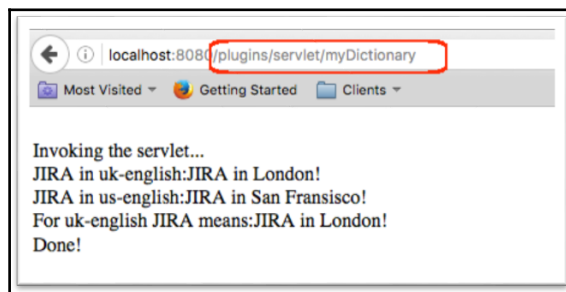 localhost:8080/plugins/servlet/myDictionary
Most Visited Getting Started Clients
Invoking the servlet...
JIRA in uk-english:JIRA in London!
JIRA in us-english:JIRA in San Fransisco!
For uk-english JIRA means:JIRA in London!
Done!